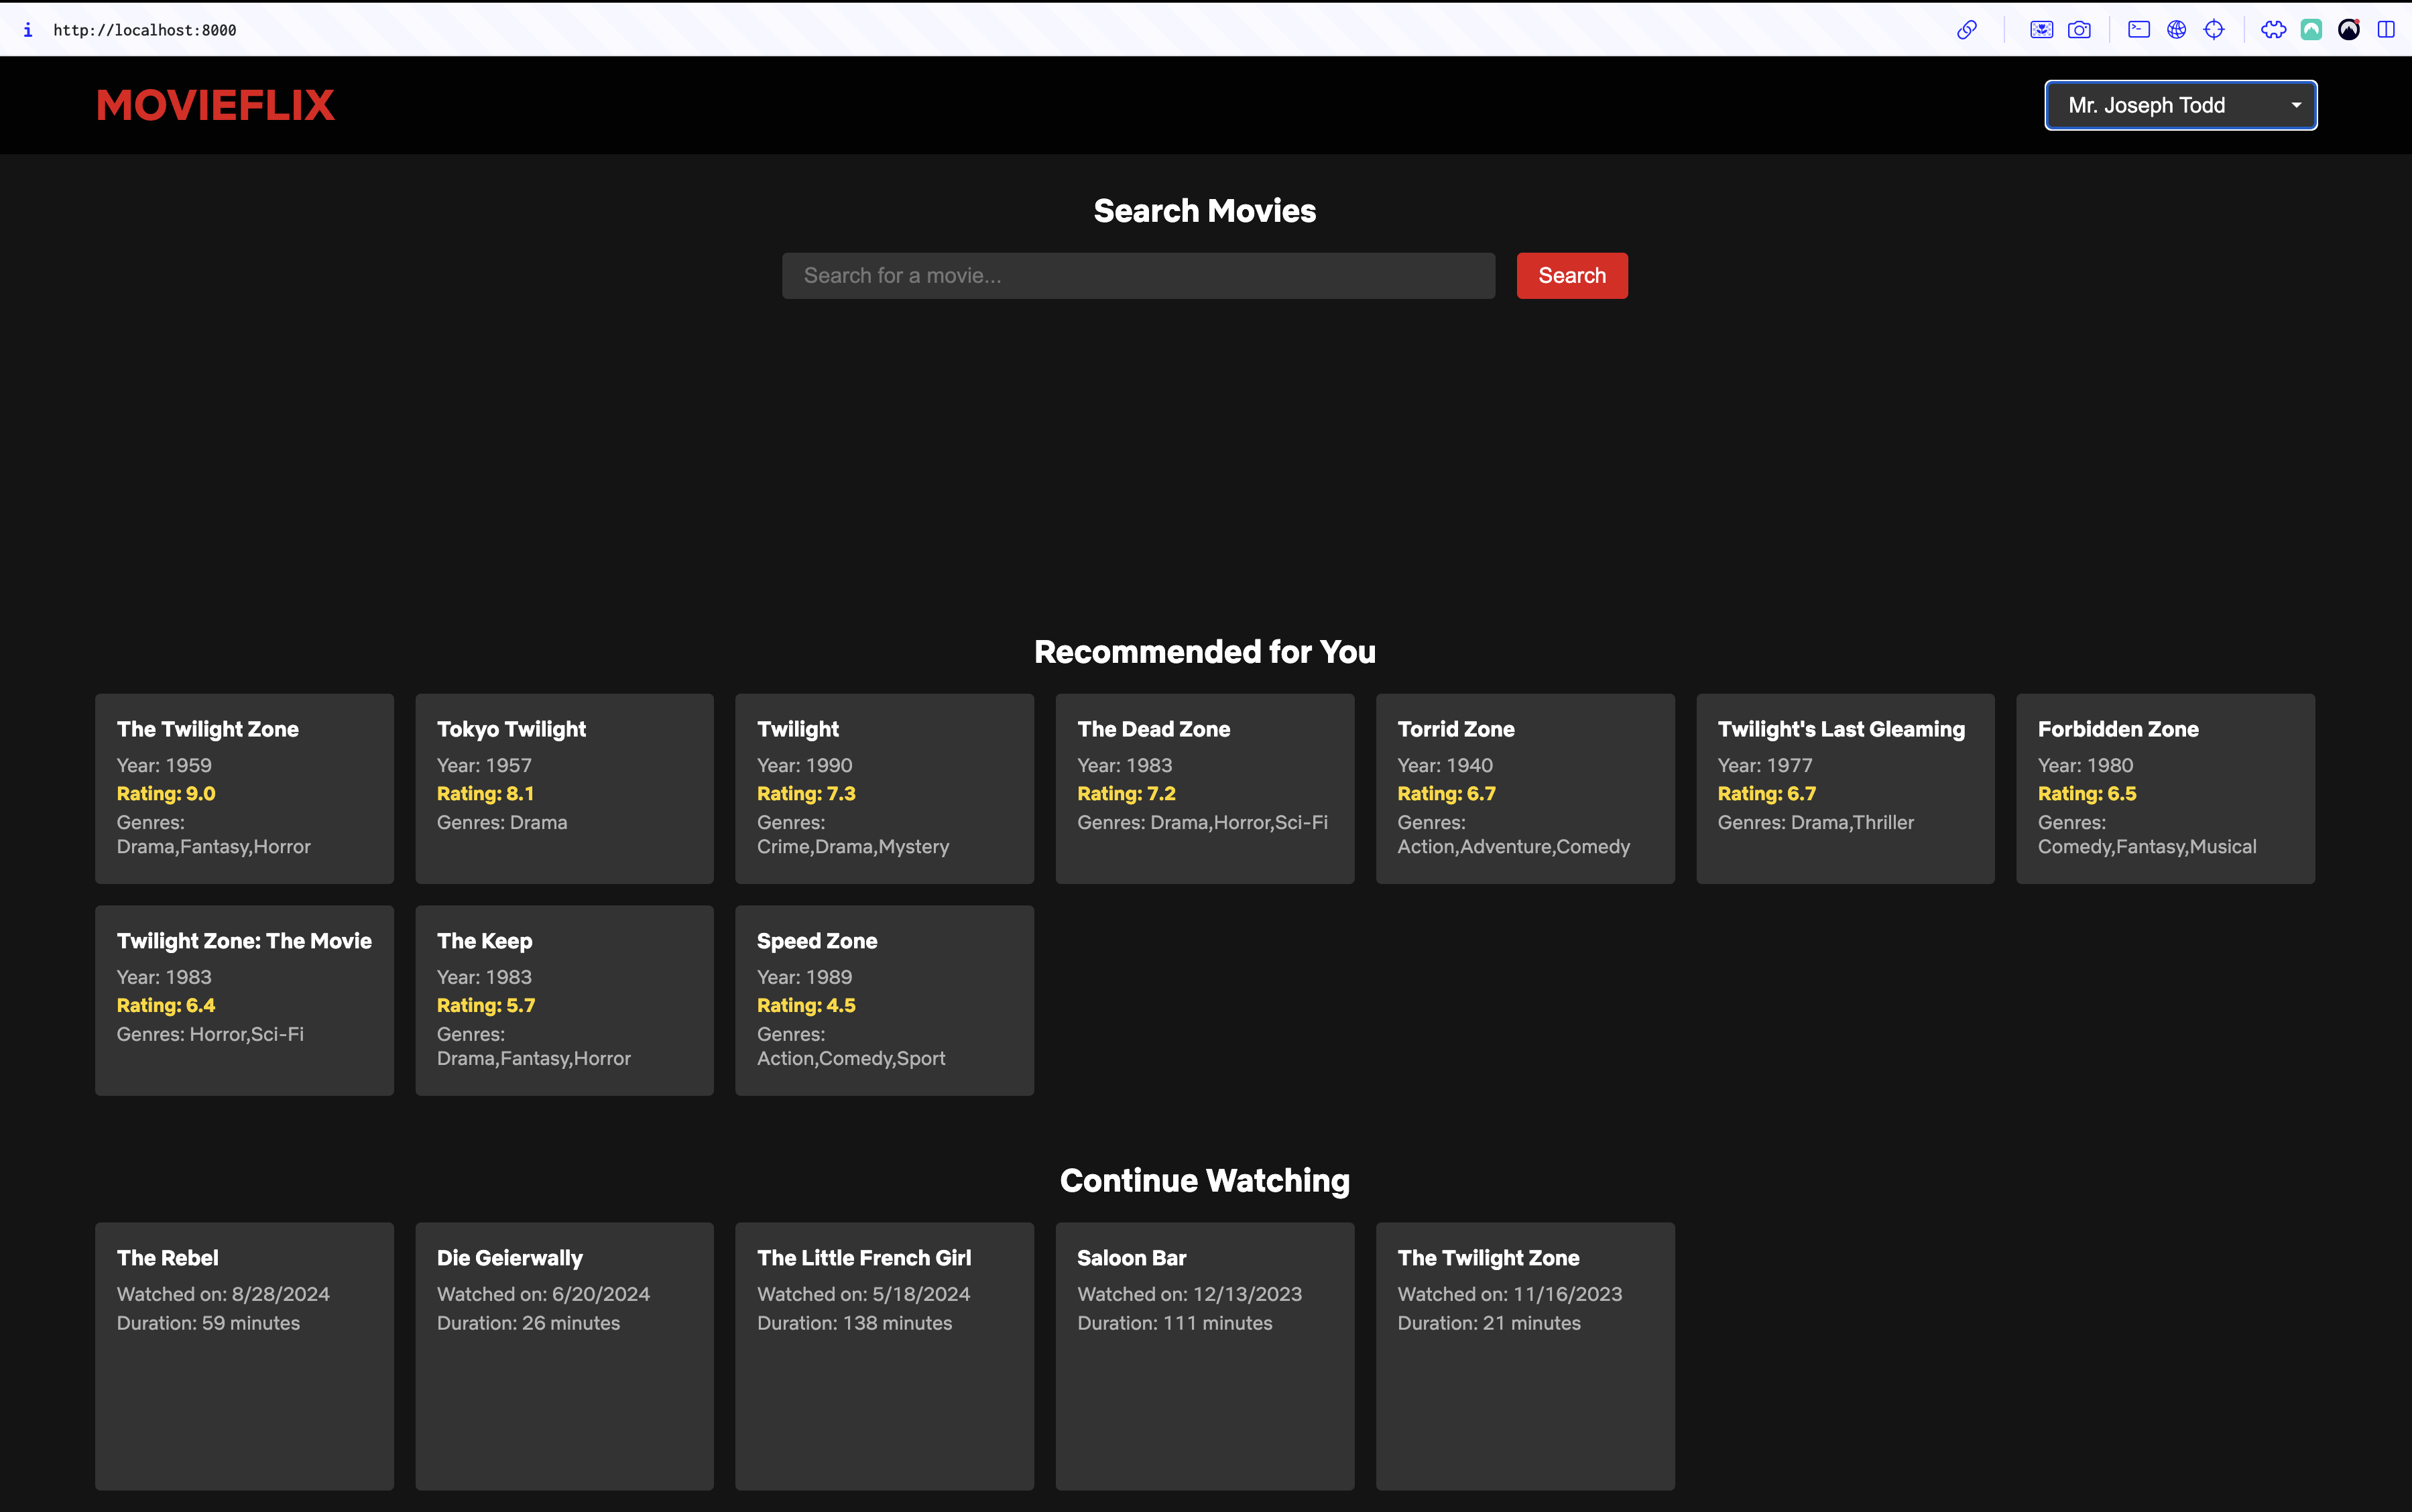 http://localhost:8000
MOVIEFLIX
Mr. Joseph Todd
Search Movies
Search for a movie...
Search
Recommended for You
The Twilight Zone
Year: 1959
Rating: 9.0
Genres:
Drama,Fantasy,Horror
Tokyo Twilight
Year: 1957
Rating: 8.1
Genres: Drama
Twilight
Year: 1990
Rating: 7.3
Genres:
Crime,Drama,Mystery
The Dead Zone
Year: 1983
Rating: 7.2
Genres: Drama,Horror,Sci-Fi
Torrid Zone
Year: 1940
Rating: 6.7
Genres:
Action,Adventure,Comedy
Twilight's Last Gleaming
Year: 1977
Rating: 6.7
Genres: Drama,Thriller
Forbidden Zone
Year: 1980
Rating: 6.5
Genres:
Comedy,Fantasy,Musical
Twilight Zone: The Movie
Year: 1983
Rating: 6.4
Genres: Horror,Sci-Fi
The Keep
Year: 1983
Rating: 5.7
Genres:
Drama,Fantasy,Horror
Speed Zone
Year: 1989
Rating: 4.5
Genres:
Action,Comedy,Sport
Continue Watching
The Rebel
Watched on: 8/28/2024
Duration: 59 minutes
Die Geierwally
Watched on: 6/20/2024
Duration: 26 minutes
The Little French Girl
Watched on: 5/18/2024
Duration: 138 minutes
Saloon Bar
Watched on: 12/13/2023
Duration: 111 minutes
The Twilight Zone
Watched on: 11/16/2023
Duration: 21 minutes